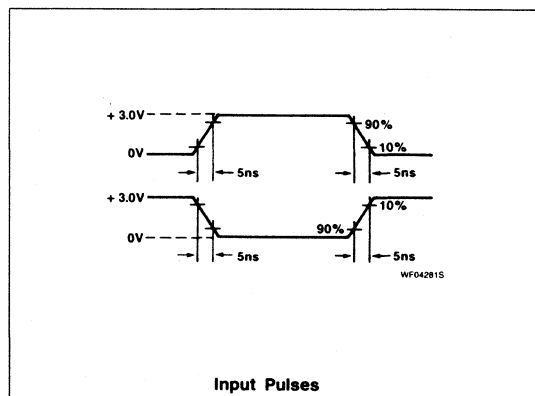 + 3.0V
90%
0V
10%
5ns
5ns
+ 3.0V
10%
0V
90%
5ns
5ns
WF04281S
Input Pulses